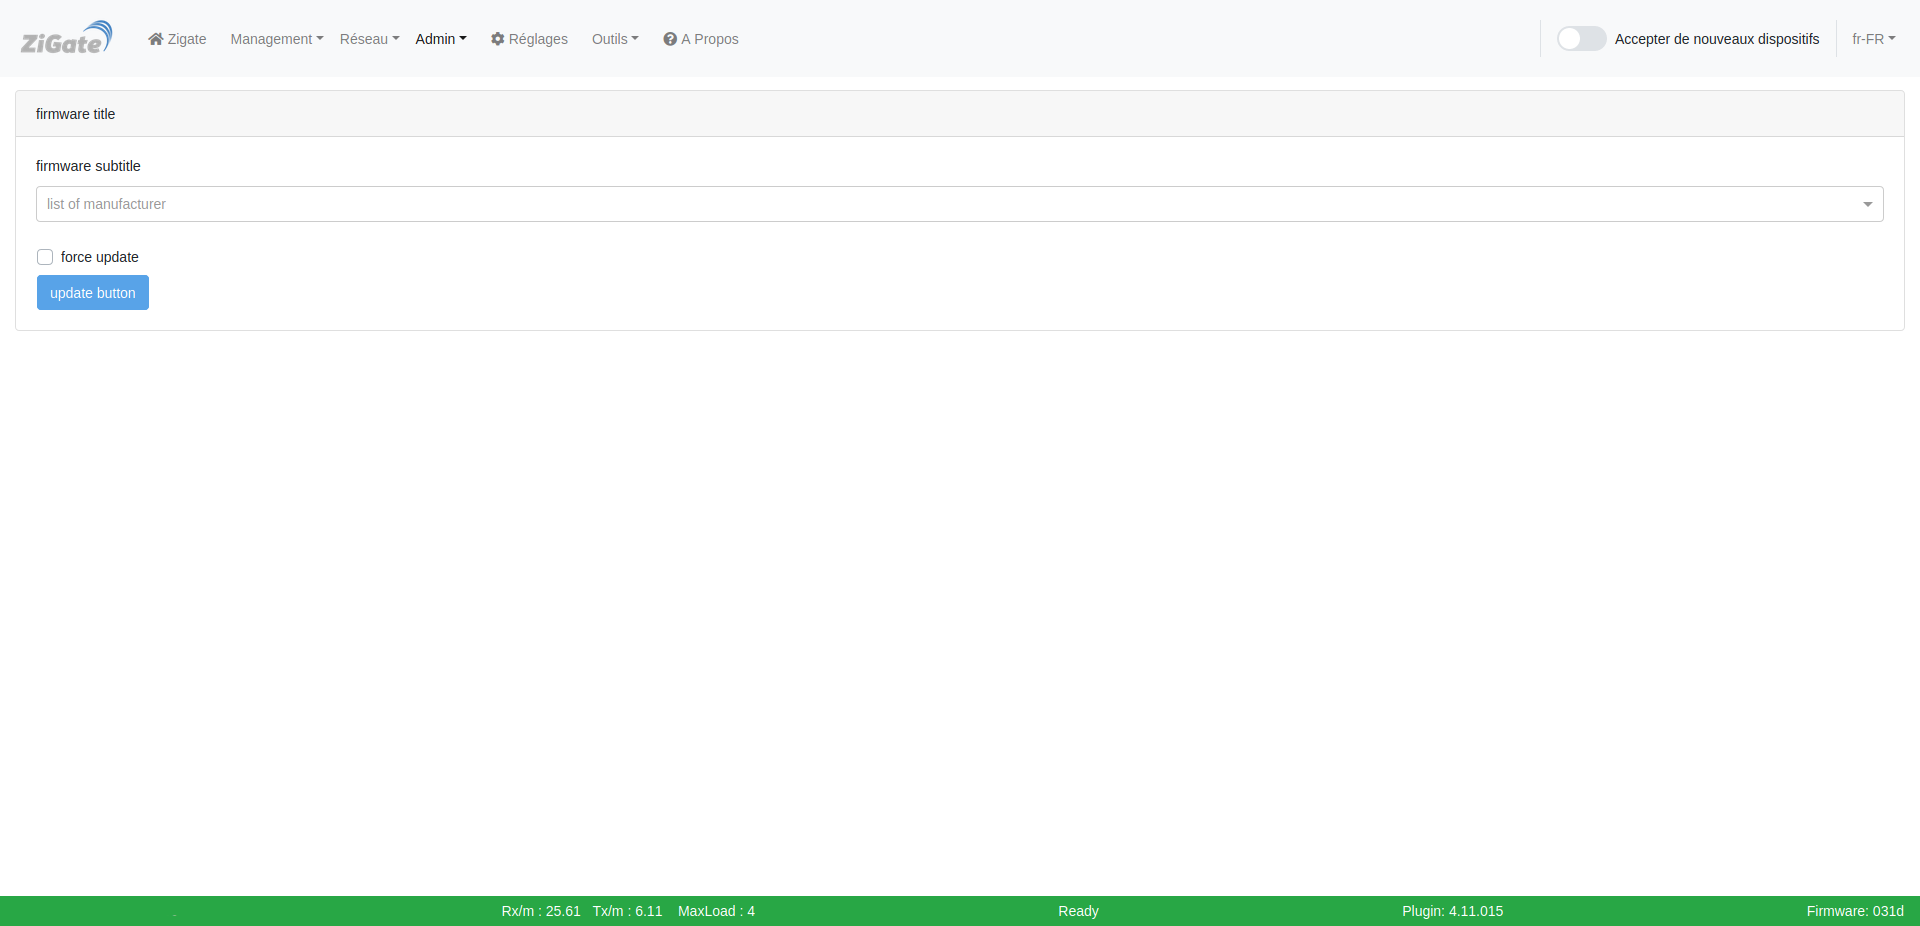 ZiGate Zigate Management Réseau Admin Réglages Outils A Propos Accepter de nouveaux dispositifs fr-FR
firmware title
firmware subtitle
list of manufacturer
force update
update button
Rx/m : 25.61 Tx/m : 6.11 MaxLoad : 4 Ready Plugin: 4.11.015 Firmware: 031d